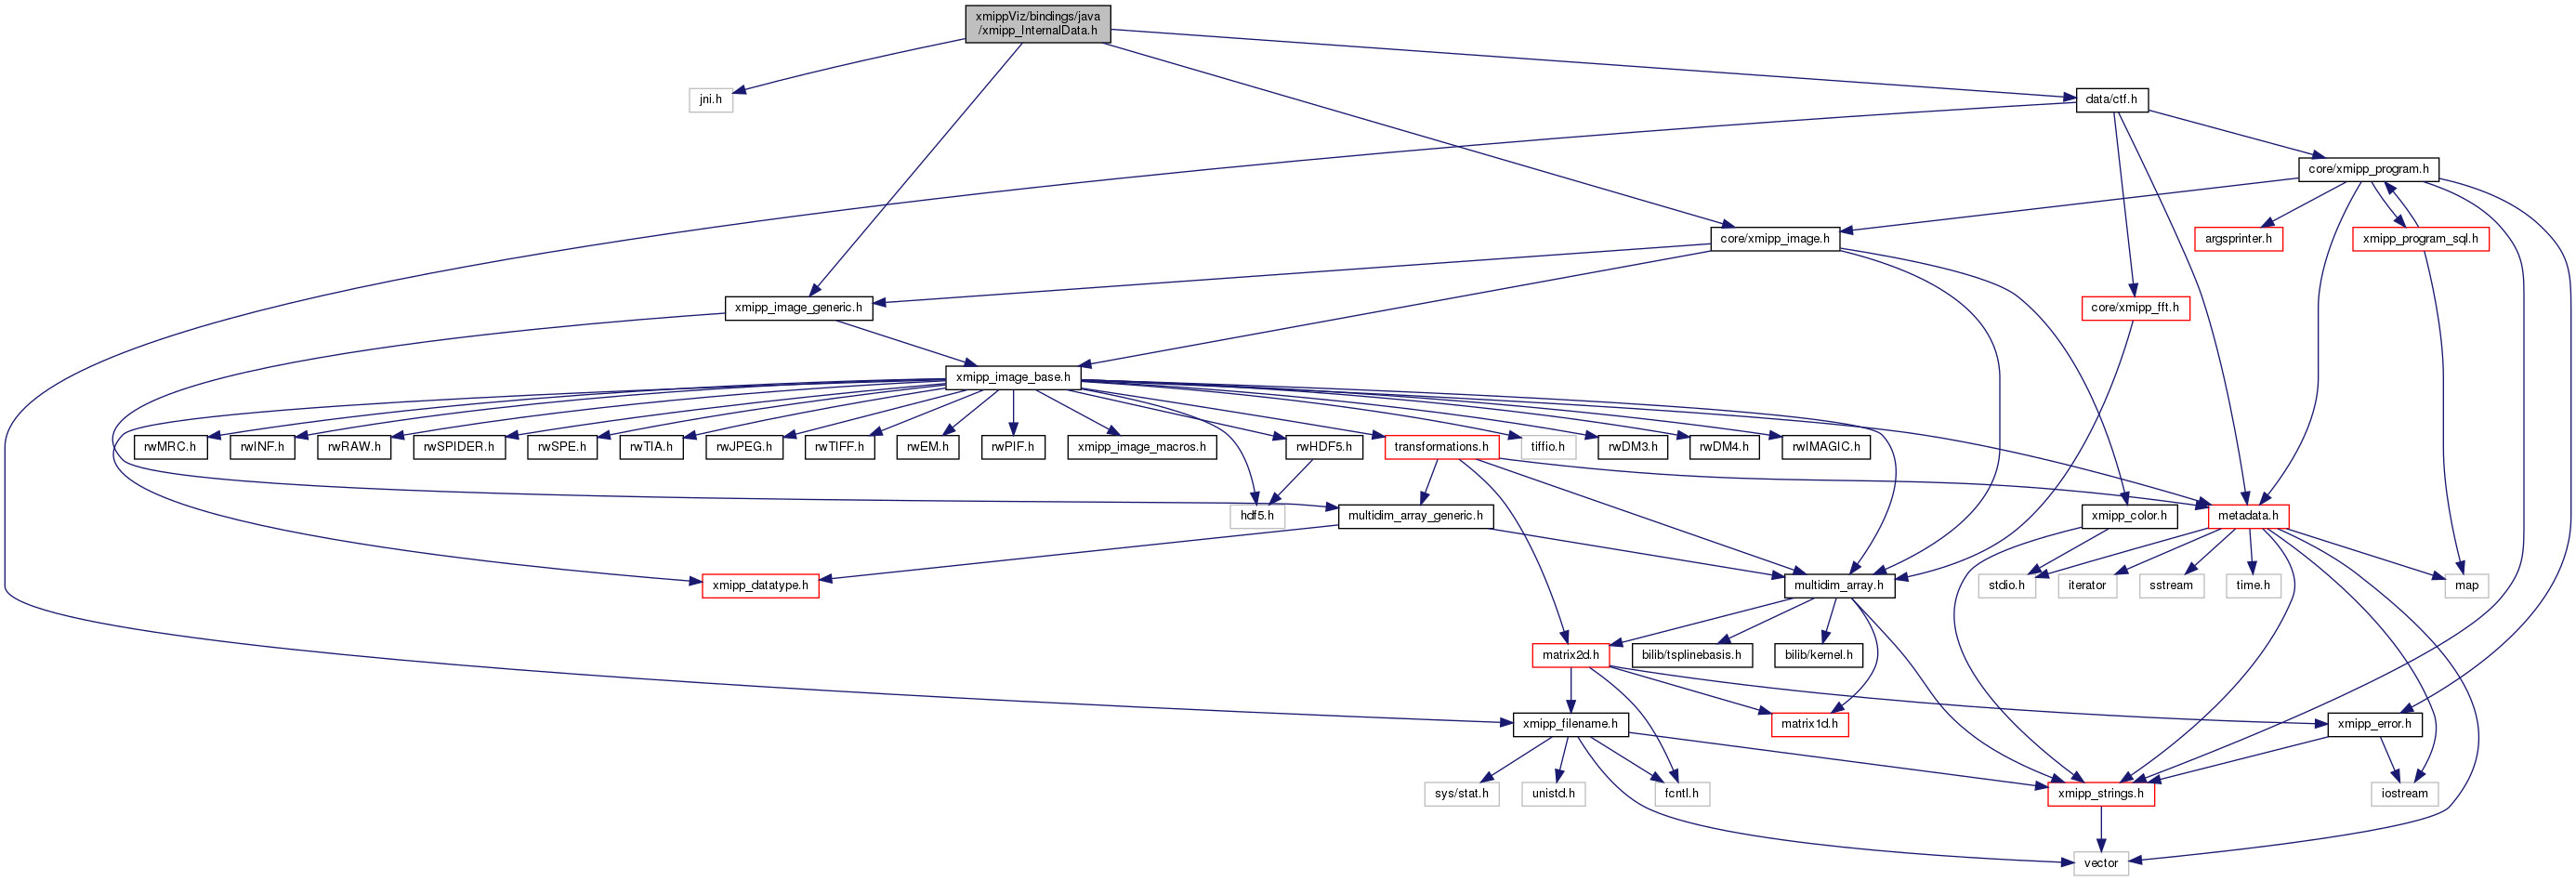 xmippViz/bindings/java
/xmipp_InternalData.h
jni.h
data/ctf.h
core/xmipp_program.h
core/xmipp_image.h
argsprinter.h
xmipp_program_sql.h
xmipp_image_generic.h
core/xmipp_fft.h
xmipp_image_base.h
rwMRC.h
rwINF.h
rwRAW.h
rwSPIDER.h
rwSPE.h
rwTIA.h
rwJPEG.h
rwTIFF.h
rwEM.h
rwPIF.h
xmipp_image_macros.h
rwHDF5.h
transformations.h
tiffio.h
rwDM3.h
rwDM4.h
rwIMAGIC.h
hdf5.h
multidim_array_generic.h
xmipp_color.h
metadata.h
xmipp_datatype.h
multidim_array.h
stdio.h
iterator
sstream
time.h
map
matrix2d.h
bilib/tsplinebasis.h
bilib/kernel.h
xmipp_filename.h
matrix1d.h
xmipp_error.h
sys/stat.h
unistd.h
fcntl.h
xmipp_strings.h
iostream
vector